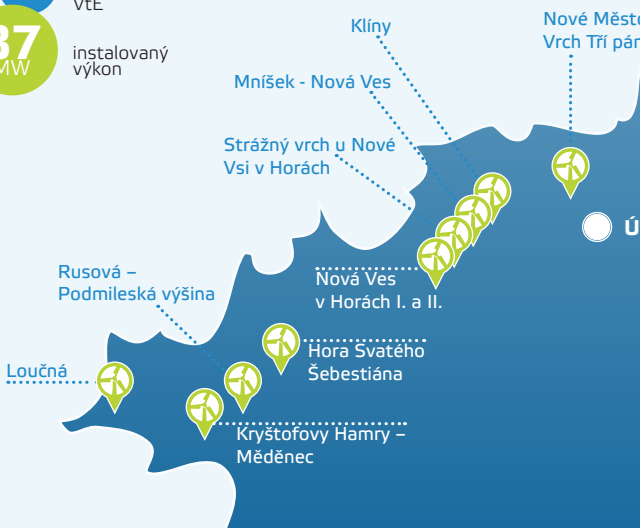 VtE
37
MW
instalovaný
výkon
Klíny
Nové Město
Vrch Tří pán
Mníšek - Nová Ves
Strážný vrch u Nové
Vsi v Horách
Ú
Nová Ves
v Horách I. a II.
Rusová –
Podmileská výšina
Hora Svatého
Šebestiána
Loučná
Kryštofovy Hamry –
Měděnec